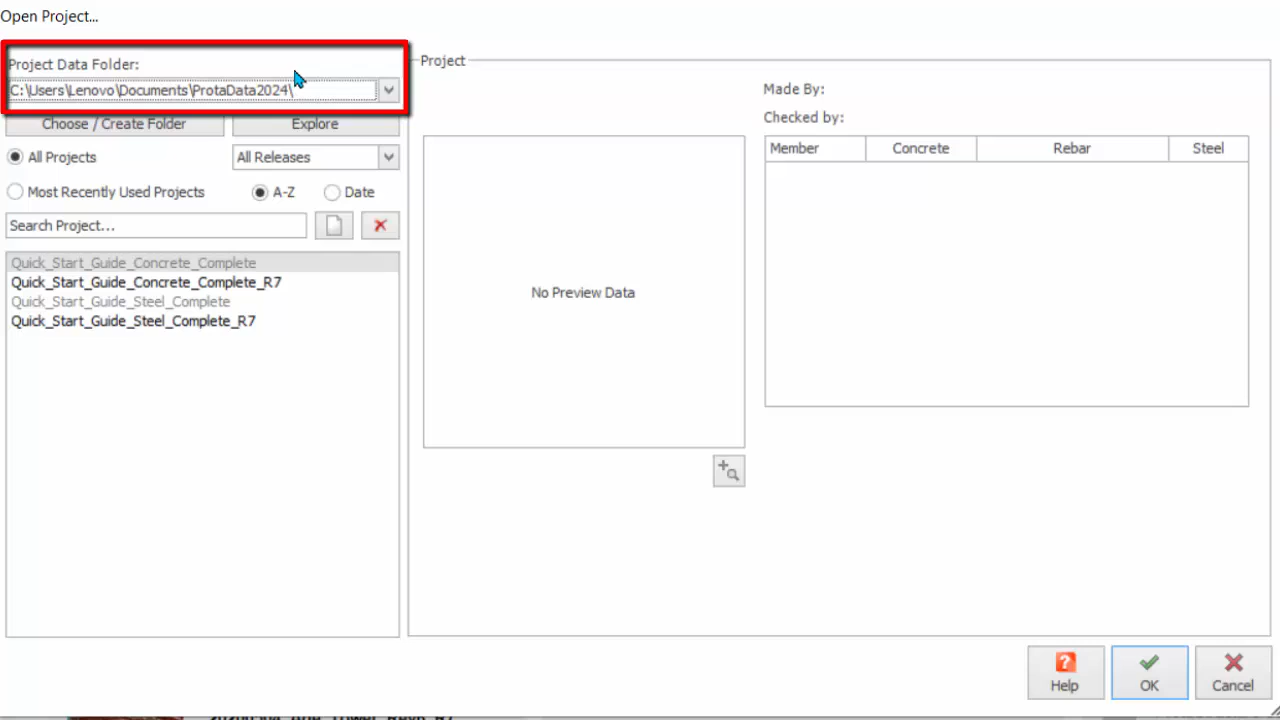 Open Project...
Project Data Folder:
C:\Users\Lenovo\Documents\ProtaData2024\
Choose / Create Folder
Explore
All Projects
All Releases
Most Recently Used Projects
A-Z
Date
Search Project...
Quick_Start_Guide_Concrete_Complete
Quick_Start_Guide_Concrete_Complete_R7
Quick_Start_Guide_Steel_Complete
Quick_Start_Guide_Steel_Complete_R7
Project
No Preview Data
Made By:
Checked by:
Member
Concrete
Rebar
Steel
Help
OK
Cancel